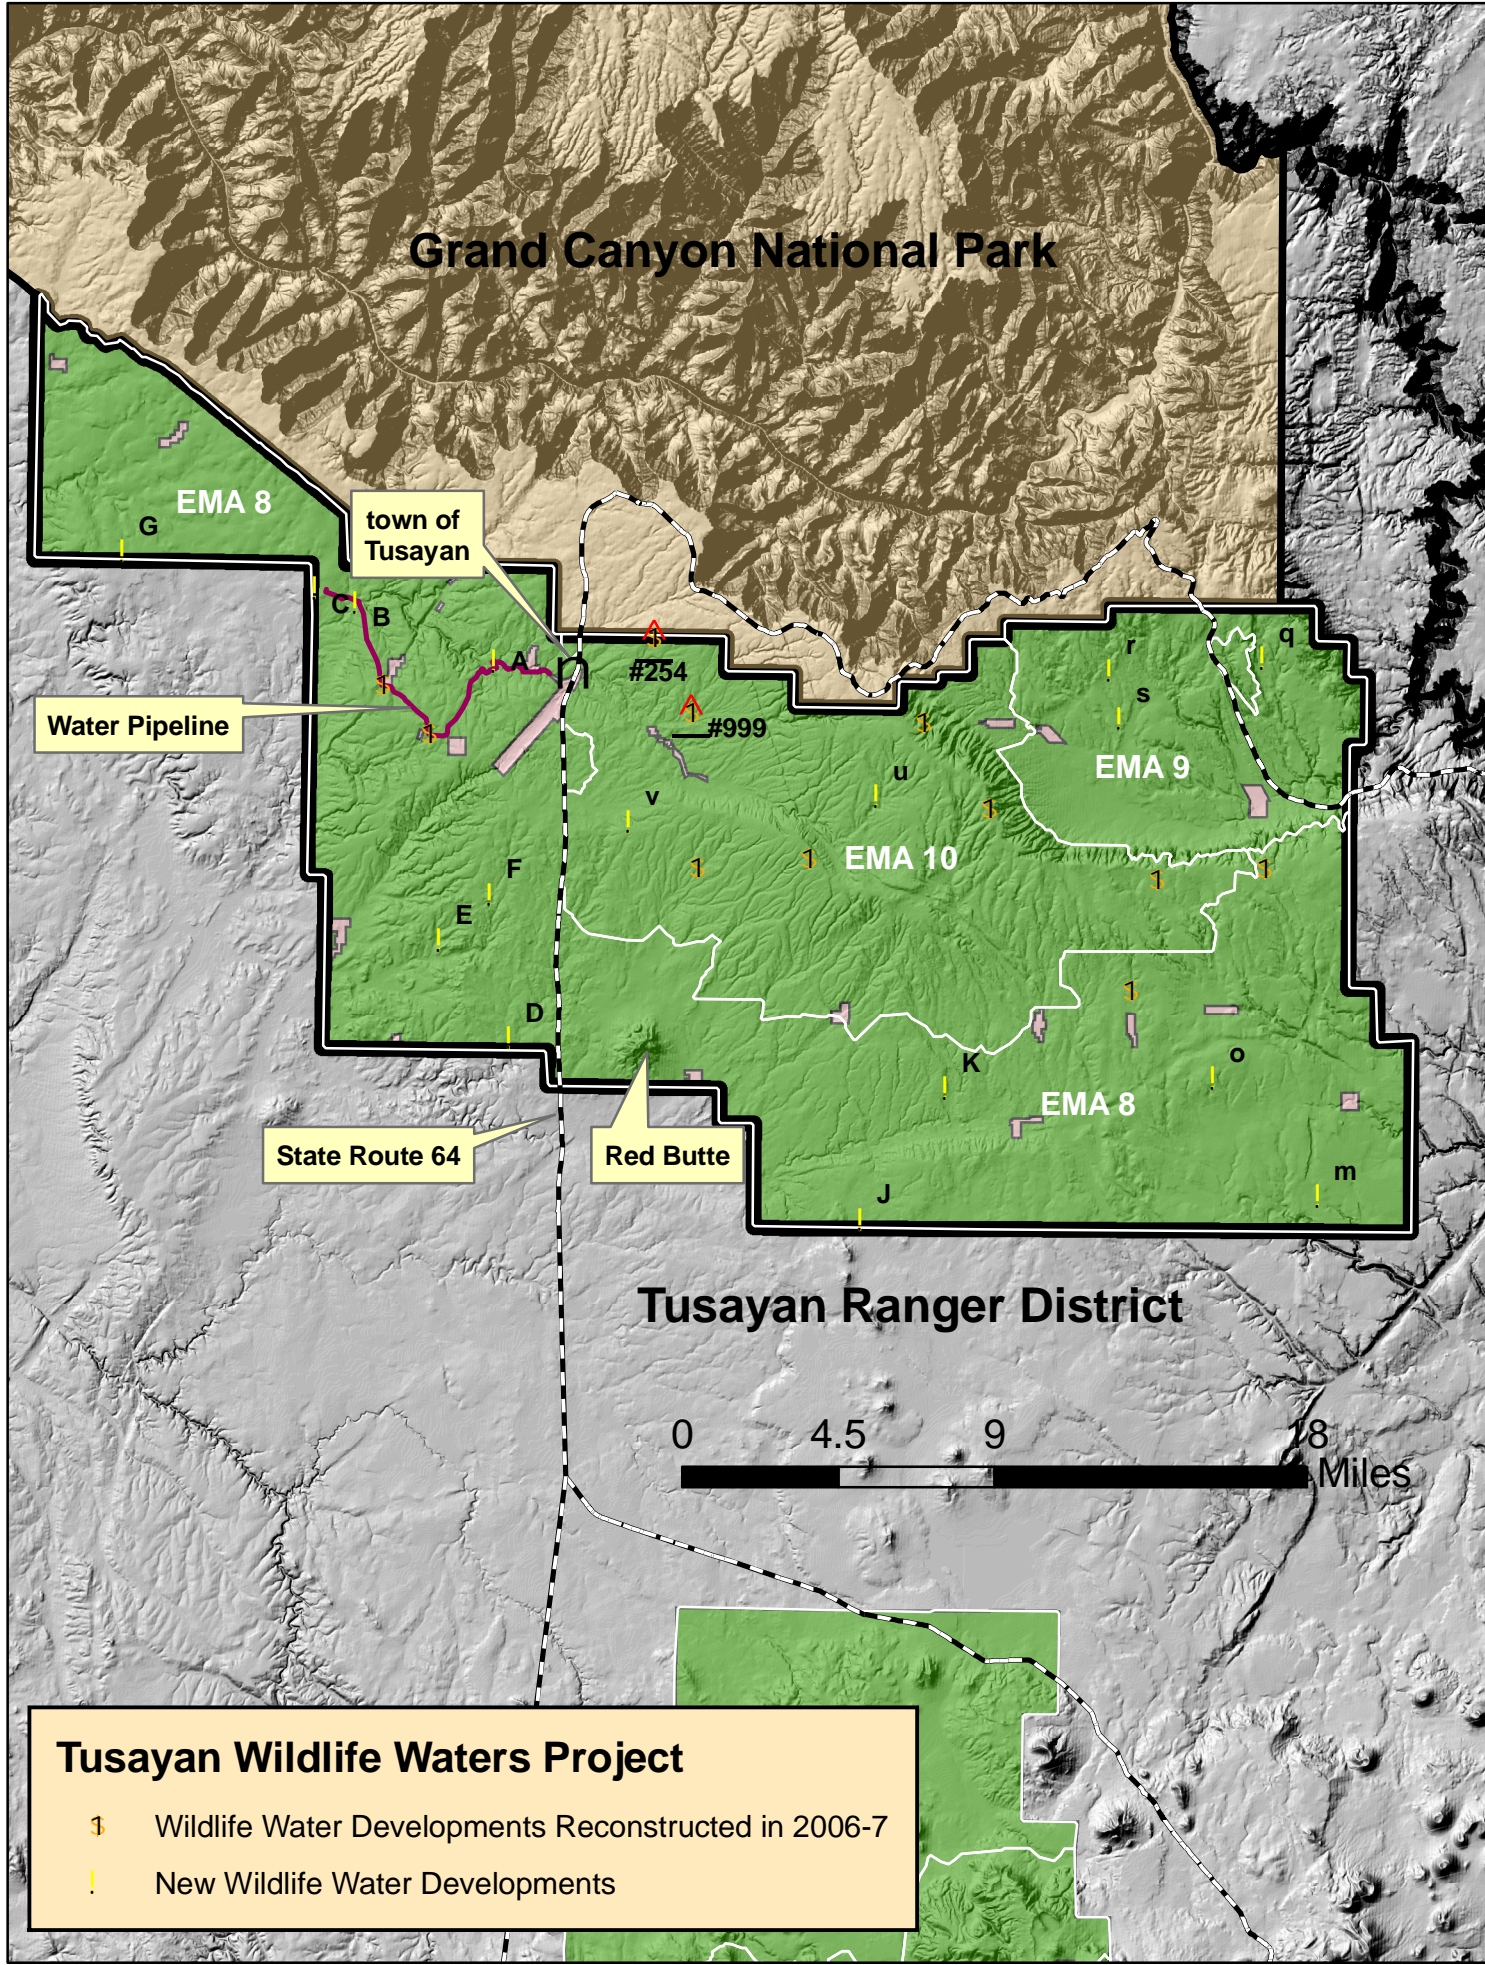 Grand Canyon National Park
EMA 8
G
town of
Tusayan
C
B
A
n
#254
#999
Water Pipeline
r
q
s
EMA 9
u
v
EMA 10
F
E
D
K
o
EMA 8
State Route 64
Red Butte
J
m
Tusayan Ranger District
0 4.5 9 18
Miles
Tusayan Wildlife Waters Project
Wildlife Water Developments Reconstructed in 2006-7
New Wildlife Water Developments